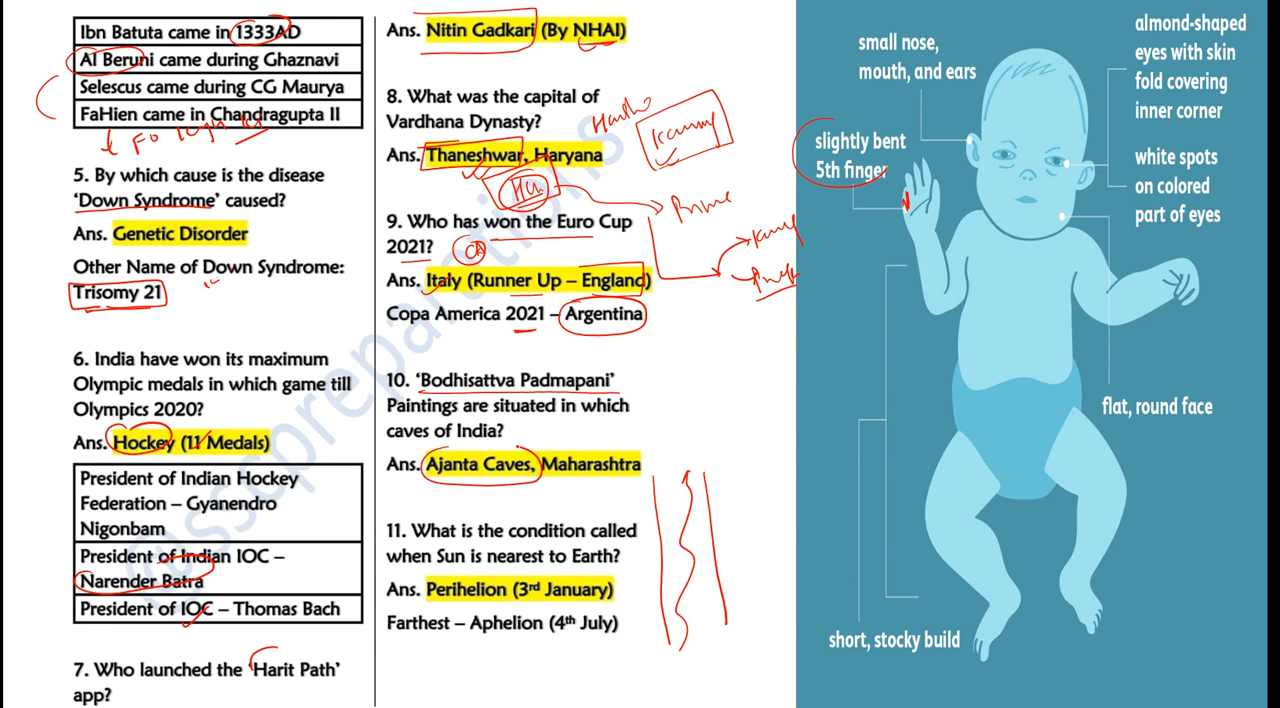 Ibn Batuta came in 1333AD
Al Beruni came during Ghaznavi
Selescus came during CG Maurya
FaHien came in Chandragupta II
5. By which cause is the disease
‘Down Syndrome’ caused?
Ans. Genetic Disorder
Other Name of Down Syndrome:
Trisomy 21
6. India have won its maximum
Olympic medals in which game till
Olympics 2020?
Ans. Hockey (11 Medals)
President of Indian Hockey
Federation – Gyanendro
Nigonbam
President of Indian IOC –
Narender Batra
President of IOC – Thomas Bach
7. Who launched the ‘Harit Path’
app?
Ans. Nitin Gadkari (By NHAI)
8. What was the capital of
Vardhana Dynasty?
Ans. Thaneshwar, Haryana
9. Who has won the Euro Cup
2021?
Ans. Italy (Runner Up – England)
Copa America 2021 – Argentina
10. ‘Bodhisattva Padmapani’
Paintings are situated in which
caves of India?
Ans. Ajanta Caves, Maharashtra
11. What is the condition called
when Sun is nearest to Earth?
Ans. Perihelion (3rd January)
Farthest – Aphelion (4th July)
@sscpreparations
small nose,
mouth, and ears
almond-shaped
eyes with skin
fold covering
inner corner
slightly bent
5th finger
white spots
on colored
part of eyes
flat, round face
short, stocky build